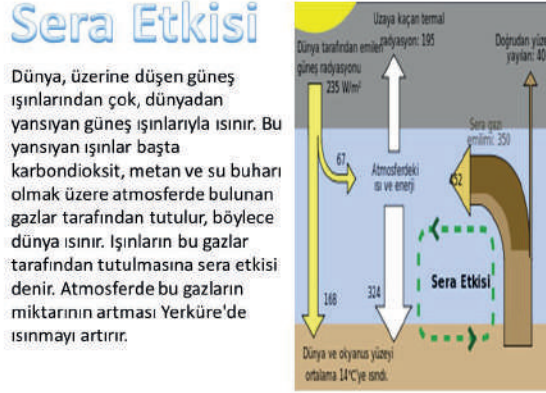 Sera Etkisi
Dünya, üzerine düşen güneş
ışınlarından çok, dünyadan
yansıyan güneş ışınlarıyla ısınır. Bu
yansıyan ışınlar başta
karbondioksit, metan ve su buharı
olmak üzere atmosferde bulunan
gazlar tarafından tutulur, böylece
dünya ısınır. Işınların bu gazlar
tarafından tutulmasına sera etkisi
denir. Atmosferde bu gazların
miktarının artması Yerküre'de
ısınmayı artırır.
Uzaya kaçan termal
radyasyon: 195
Dünya tarafından emilen
güneş radyasyonu
235 W/m²
Doğrudan yüze
yayılan: 40
Sera gazı
emilimi: 350
67
Atmosferdeki
ısı ve enerji
452
Sera Etkisi
168
324
Dünya ve okyanus yüzeyi
ortalama 14°C'ye ısındı.